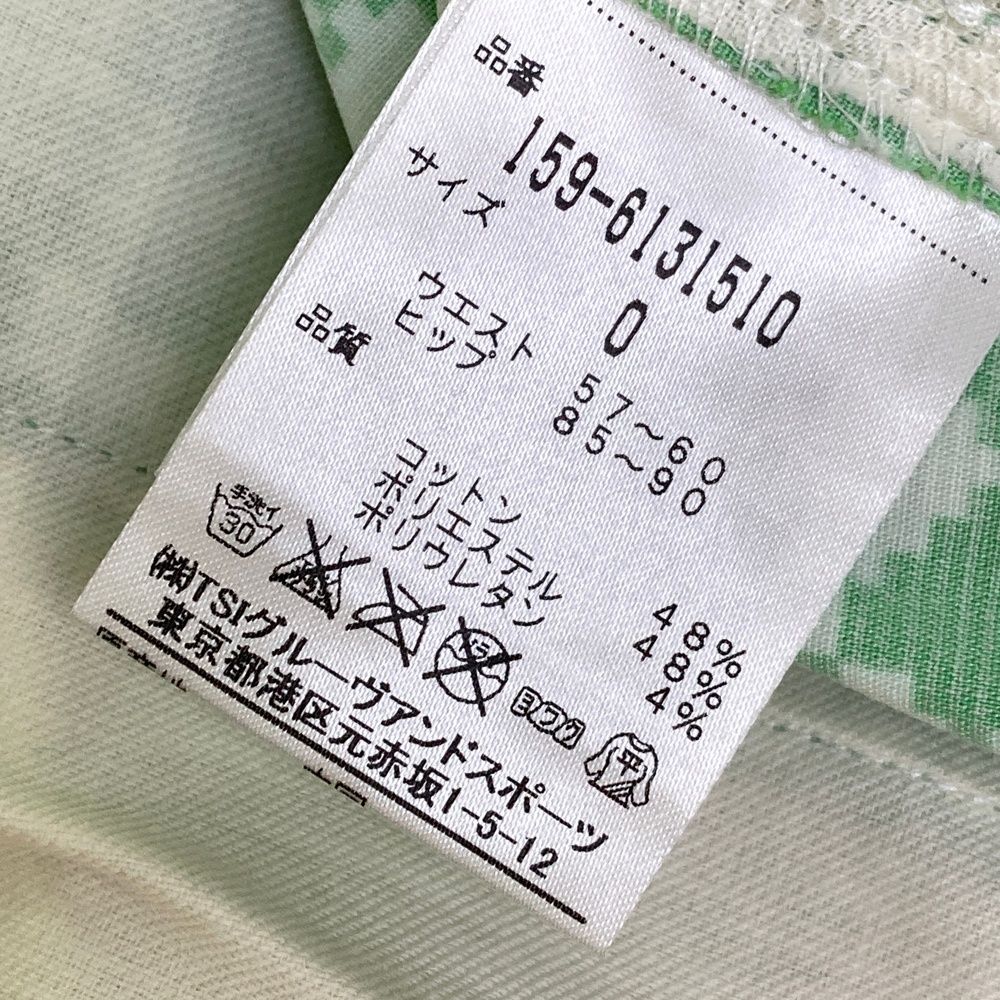 品番
159-6131510
サイズ 0
ウエスト 57～60
ヒップ 85～90
品質
コットン 48%
ポリエステル 48%
ポリウレタン 4%
手洗イ
30
ヨワク
平
㈱TSIグルーヴアンドスポーツ
東京都港区元赤坂1-5-12